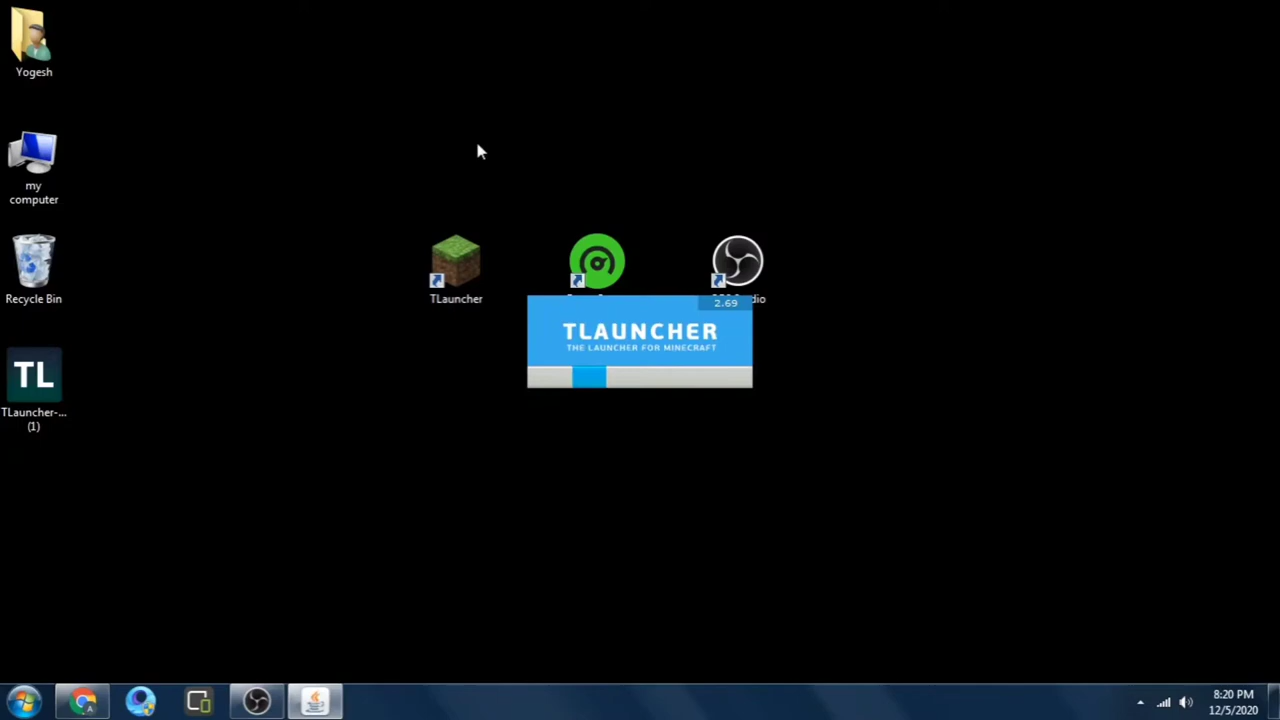 Yogesh
my
computer
Recycle Bin
TL
TLauncher-...
(1)
TLauncher
2.69
TLAUNCHER
THE LAUNCHER FOR MINECRAFT
8:20 PM
12/5/2020